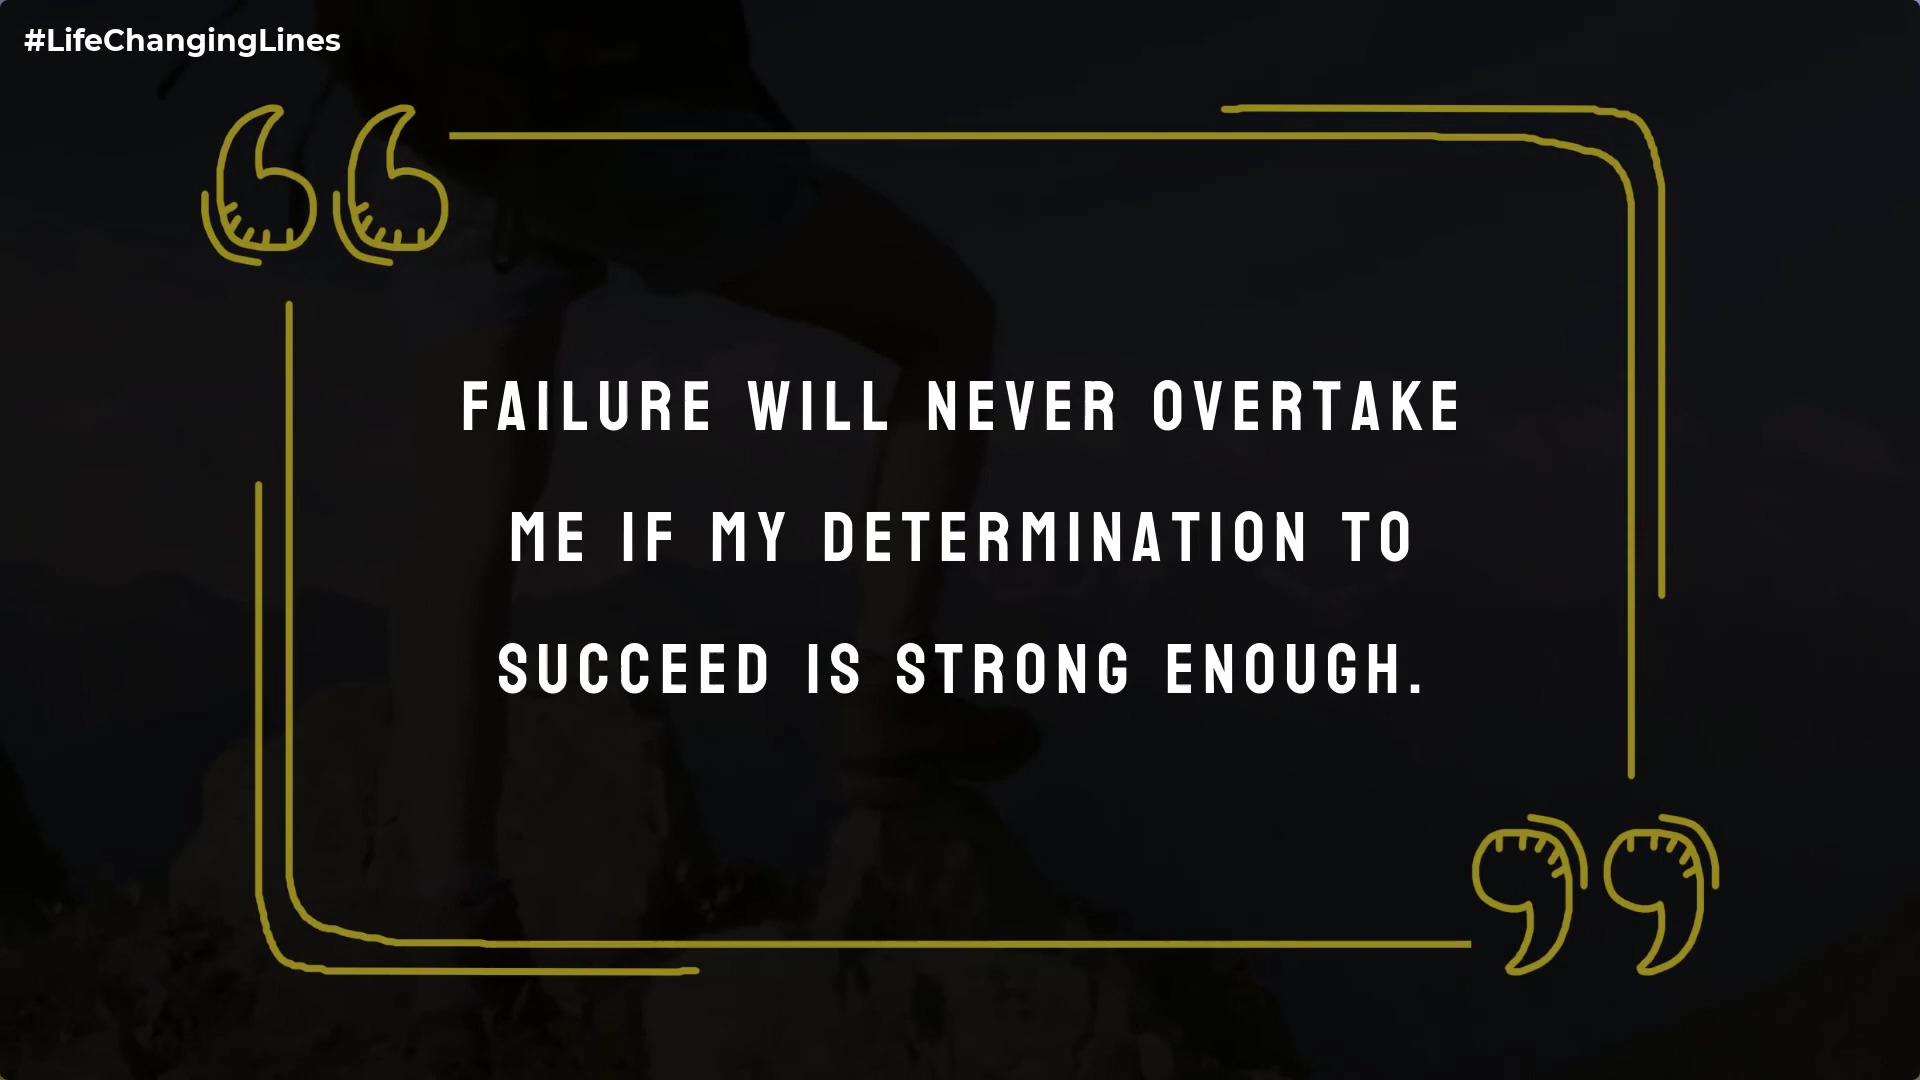 #LifeChangingLines
FAILURE WILL NEVER OVERTAKE
ME IF MY DETERMINATION TO
SUCCEED IS STRONG ENOUGH.